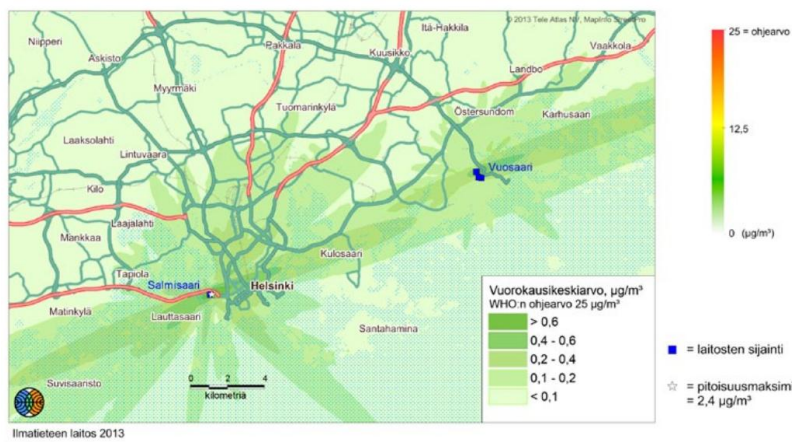 © 2013 Tele Atlas NV, MapInfo StreetPro
Itä-Hakkila
Niipperi
Pakkala
Kuusikko
Vaakkola
Askisto
Landbo
Myyrmäki
Tuomarinkylä
Östersundom
Karhusaari
Laaksolahti
Lintuvaara
Vuosaari
Kilo
Laajalahti
Mankkaa
Kulosaari
Tapiola
Salmisaari
Helsinki
Matinkylä
Lauttasaari
Santahamina
Suvisaaristo
0 2 4
kilometriä
Vuorokausikeskiarvo, µg/m³
WHO:n ohjearvo 25 µg/m³
> 0,6
0,4 - 0,6
0,2 - 0,4
0,1 - 0,2
< 0,1
25 = ohjearvo
12,5
0 (µg/m³)
= laitosten sijainti
= pitoisuusmaksimi
= 2,4 µg/m³
Ilmatieteen laitos 2013